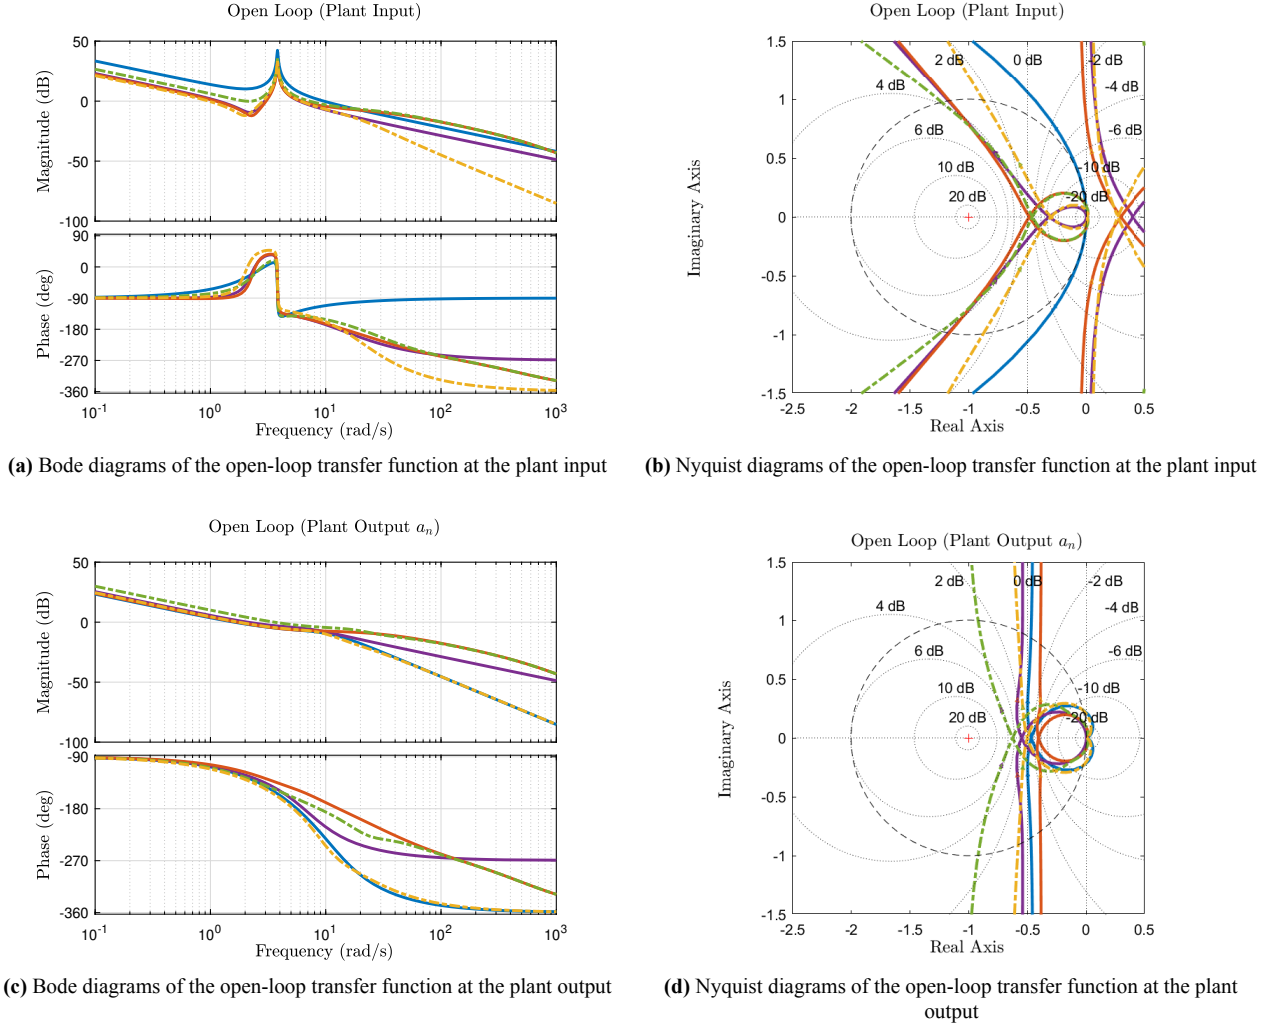 Open Loop (Plant Input)
Magnitude (dB)
50
0
-50
-100
Phase (deg)
90
0
-90
-180
-270
-360
10^-1
10^0
10^1
10^2
10^3
Frequency (rad/s)
(a) Bode diagrams of the open-loop transfer function at the plant input
Open Loop (Plant Input)
Imaginary Axis
1.5
1
0.5
0
-0.5
-1
-1.5
2 dB
0 dB
-2 dB
4 dB
-4 dB
6 dB
-6 dB
10 dB
-10 dB
20 dB
-20 dB
-2.5
-2
-1.5
-1
-0.5
0
0.5
Real Axis
(b) Nyquist diagrams of the open-loop transfer function at the plant input
Open Loop (Plant Output a_n)
Magnitude (dB)
50
0
-50
-100
Phase (deg)
-90
-180
-270
-360
10^-1
10^0
10^1
10^2
10^3
Frequency (rad/s)
(c) Bode diagrams of the open-loop transfer function at the plant output
Open Loop (Plant Output a_n)
Imaginary Axis
1.5
1
0.5
0
-0.5
-1
-1.5
2 dB
0 dB
-2 dB
4 dB
-4 dB
6 dB
-6 dB
10 dB
-10 dB
20 dB
-20 dB
-2.5
-2
-1.5
-1
-0.5
0
0.5
Real Axis
(d) Nyquist diagrams of the open-loop transfer function at the plant
output